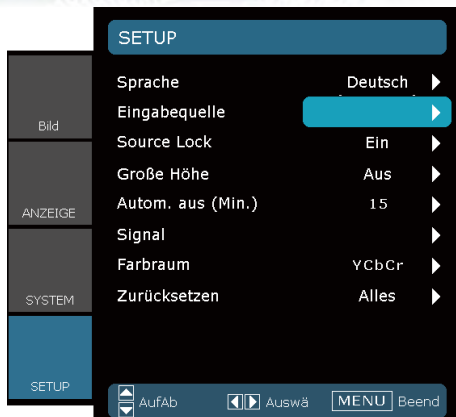 SETUP
Sprache Deutsch
Eingabequelle
Source Lock Ein
Große Höhe Aus
Autom. aus (Min.) 15
Signal
Farbraum YCbCr
Zurücksetzen Alles
Bild
ANZEIGE
SYSTEM
SETUP
AufAb Auswä MENU Beend